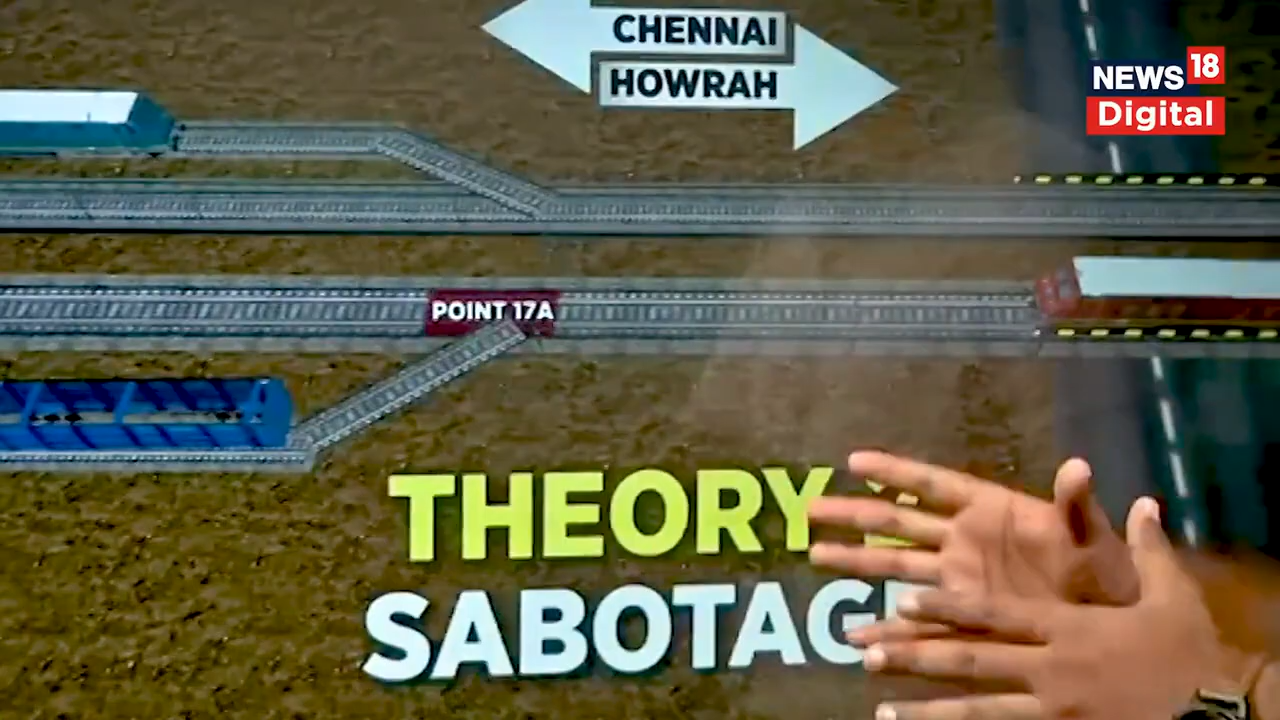 CHENNAI
HOWRAH
NEWS 18
Digital
POINT 17A
THEORY
SABOTAGE